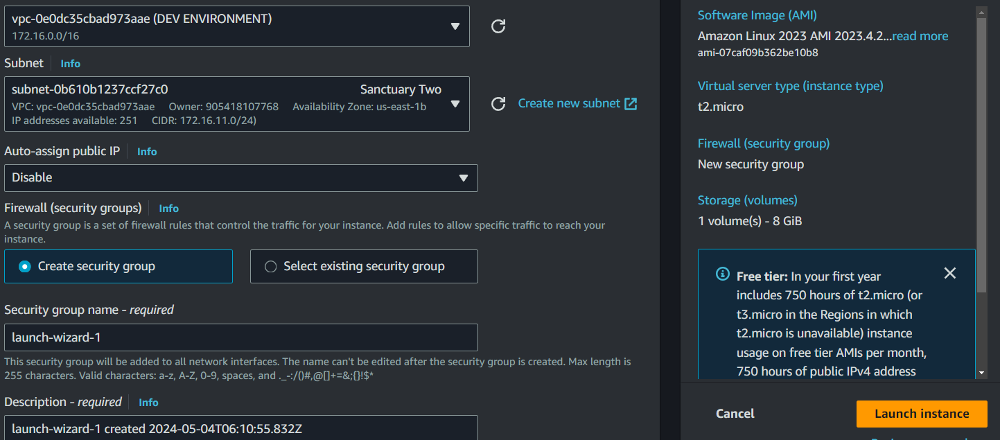 vpc-0e0dc35cbad973aae (DEV ENVIRONMENT)
172.16.0.0/16
Subnet Info
subnet-0b610b1237ccf27c0 Sanctuary Two
VPC: vpc-0e0dc35cbad973aae Owner: 905418107768 Availability Zone: us-east-1b
IP addresses available: 251 CIDR: 172.16.11.0/24)
Create new subnet
Auto-assign public IP Info
Disable
Firewall (security groups) Info
A security group is a set of firewall rules that control the traffic for your instance. Add rules to allow specific traffic to reach your
instance.
Create security group
Select existing security group
Security group name - required
launch-wizard-1
This security group will be added to all network interfaces. The name can't be edited after the security group is created. Max length is
255 characters. Valid characters: a-z, A-Z, 0-9, spaces, and ._-:/()#,@[]+=&;{}!$*
Description - required Info
launch-wizard-1 created 2024-05-04T06:10:55.832Z
Software Image (AMI)
Amazon Linux 2023 AMI 2023.4.2...read more
ami-07caf09b362be10b8
Virtual server type (instance type)
t2.micro
Firewall (security group)
New security group
Storage (volumes)
1 volume(s) - 8 GiB
Free tier: In your first year
includes 750 hours of t2.micro (or
t3.micro in the Regions in which
t2.micro is unavailable) instance
usage on free tier AMIs per month,
750 hours of public IPv4 address
Cancel
Launch instance